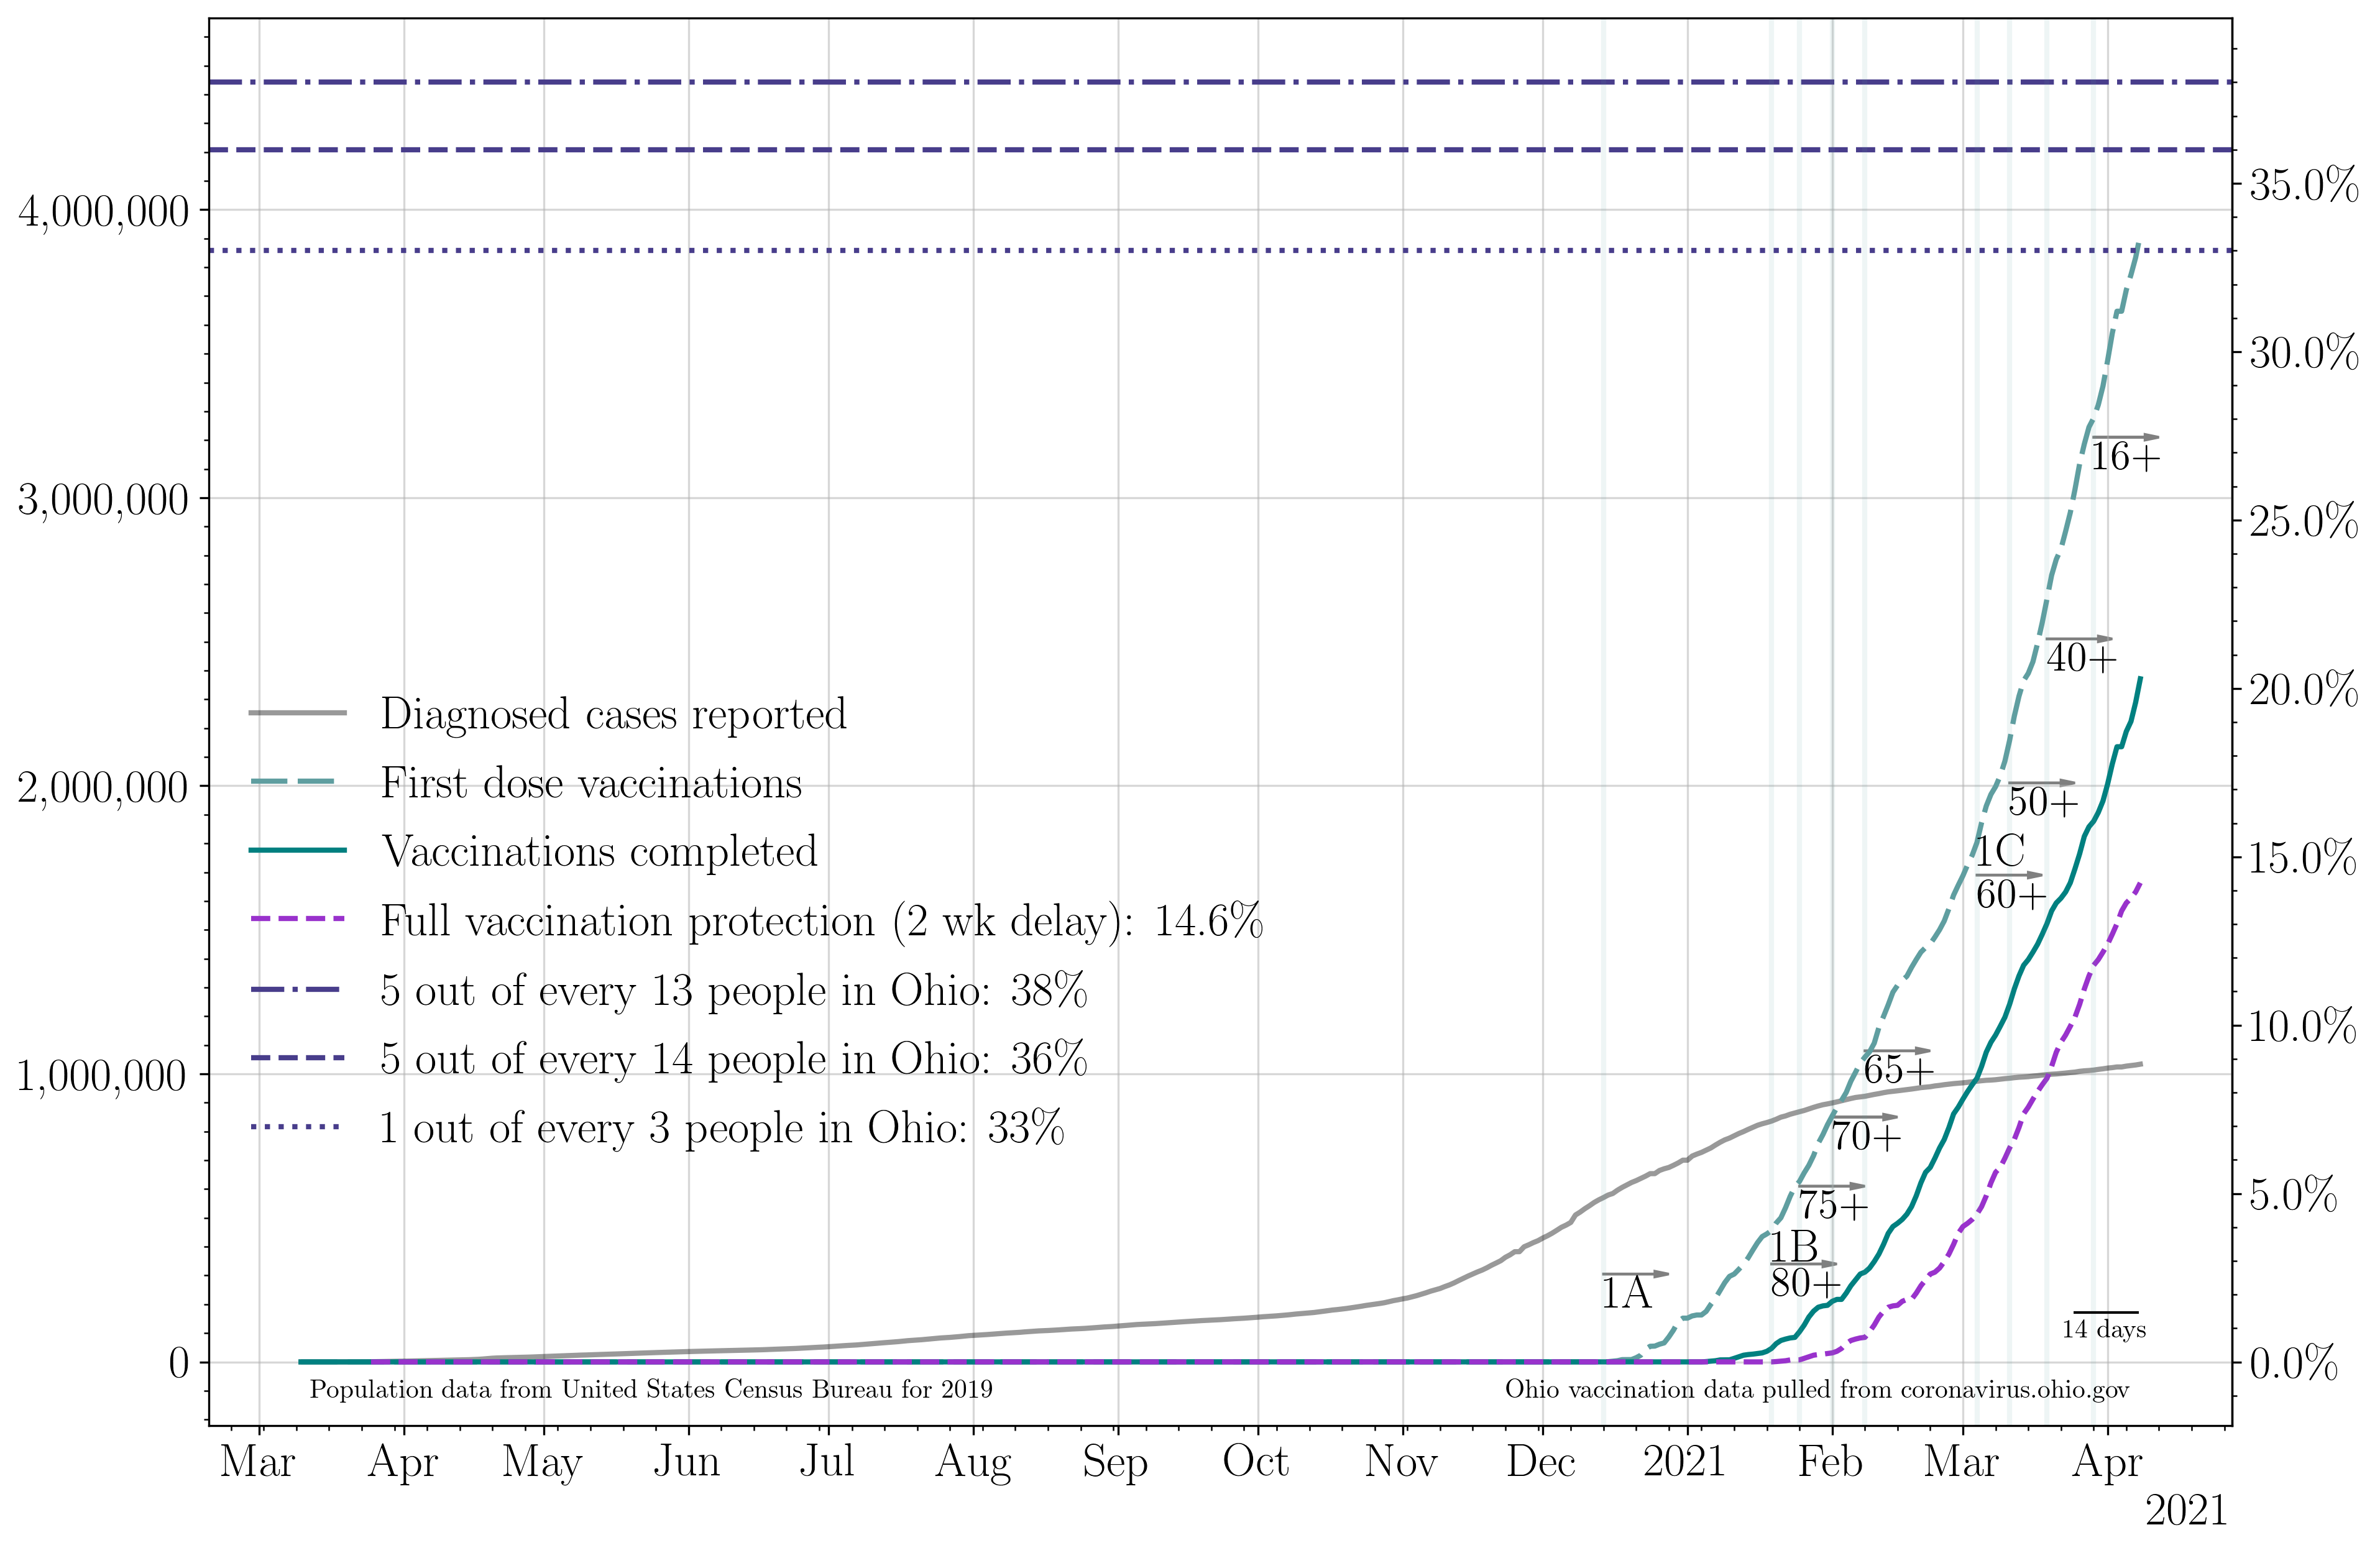 4,000,000
3,000,000
2,000,000
1,000,000
0
35.0%
30.0%
25.0%
20.0%
15.0%
10.0%
5.0%
0.0%
Diagnosed cases reported
First dose vaccinations
Vaccinations completed
Full vaccination protection (2 wk delay): 14.6%
5 out of every 13 people in Ohio: 38%
5 out of every 14 people in Ohio: 36%
1 out of every 3 people in Ohio: 33%
16+
40+
50+
1C
60+
65+
70+
75+
1B
80+
1A
14 days
Population data from United States Census Bureau for 2019
Ohio vaccination data pulled from coronavirus.ohio.gov
Mar Apr May Jun Jul Aug Sep Oct Nov Dec 2021 Feb Mar Apr
2021